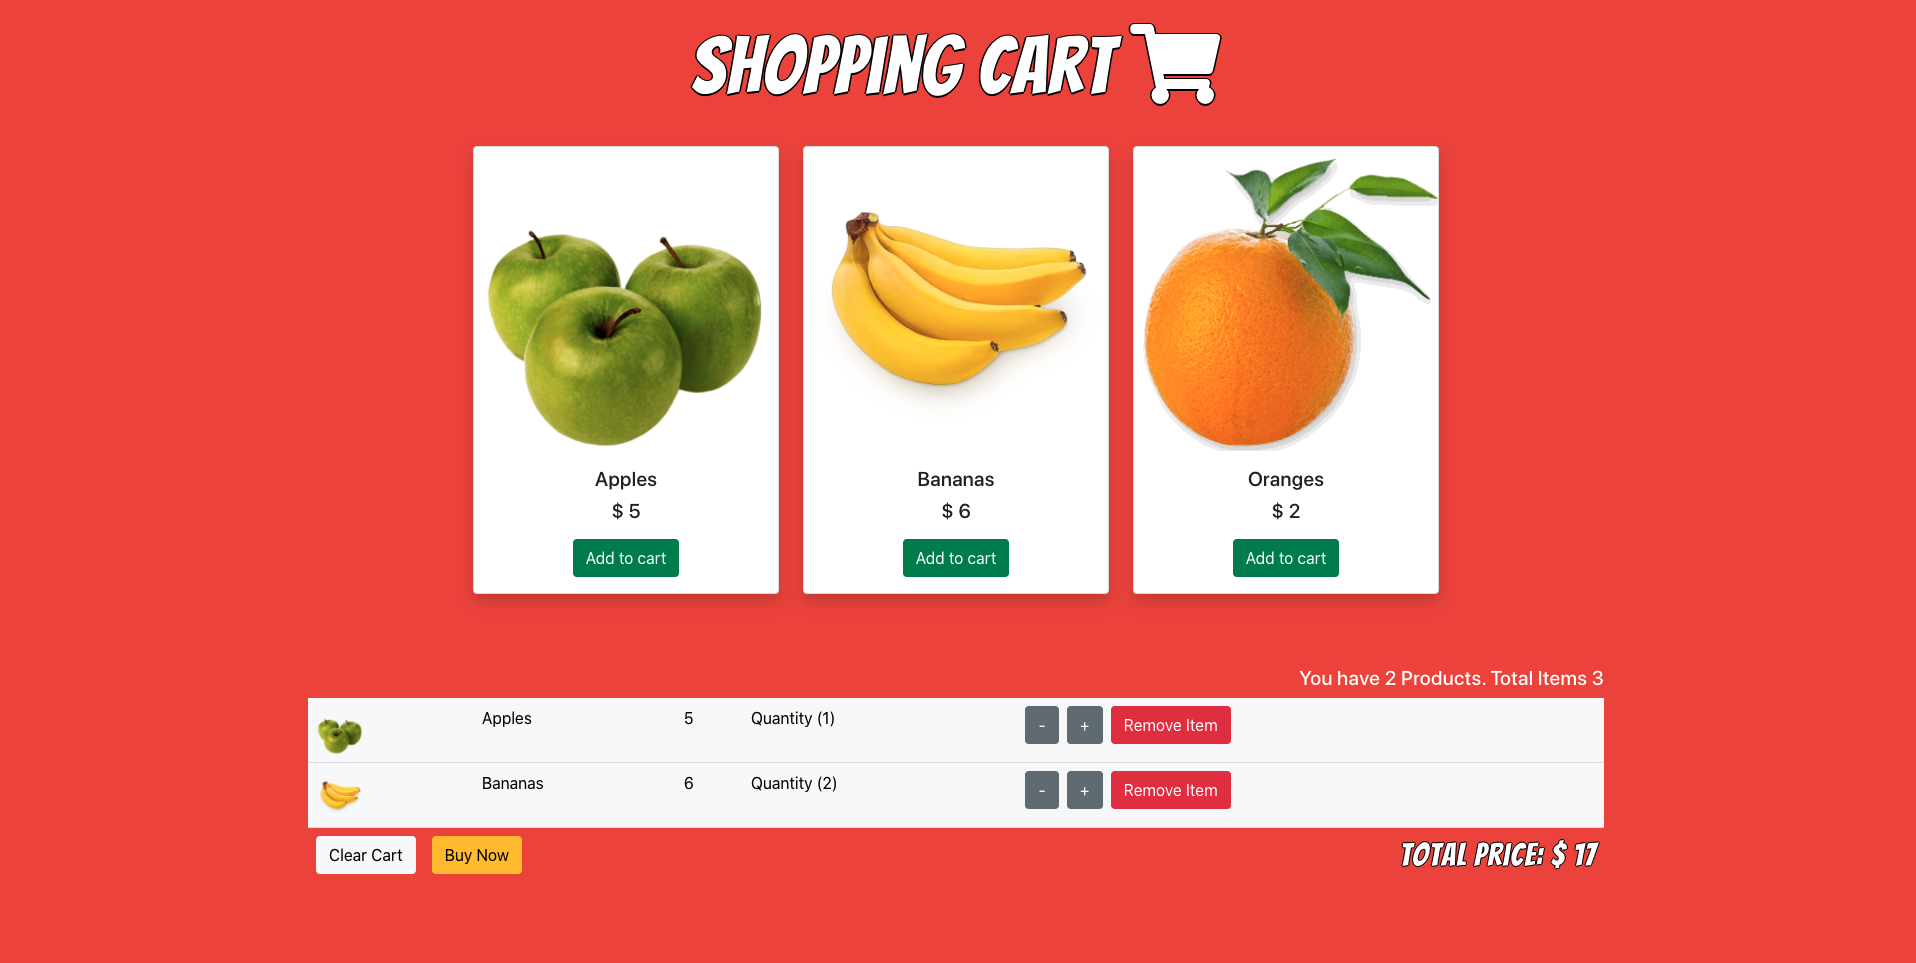 SHOPPING CART
Apples
$ 5
Add to cart
Bananas
$ 6
Add to cart
Oranges
$ 2
Add to cart
You have 2 Products. Total Items 3
Apples 5 Quantity (1) - + Remove Item
Bananas 6 Quantity (2) - + Remove Item
Clear Cart Buy Now TOTAL PRICE: $ 17